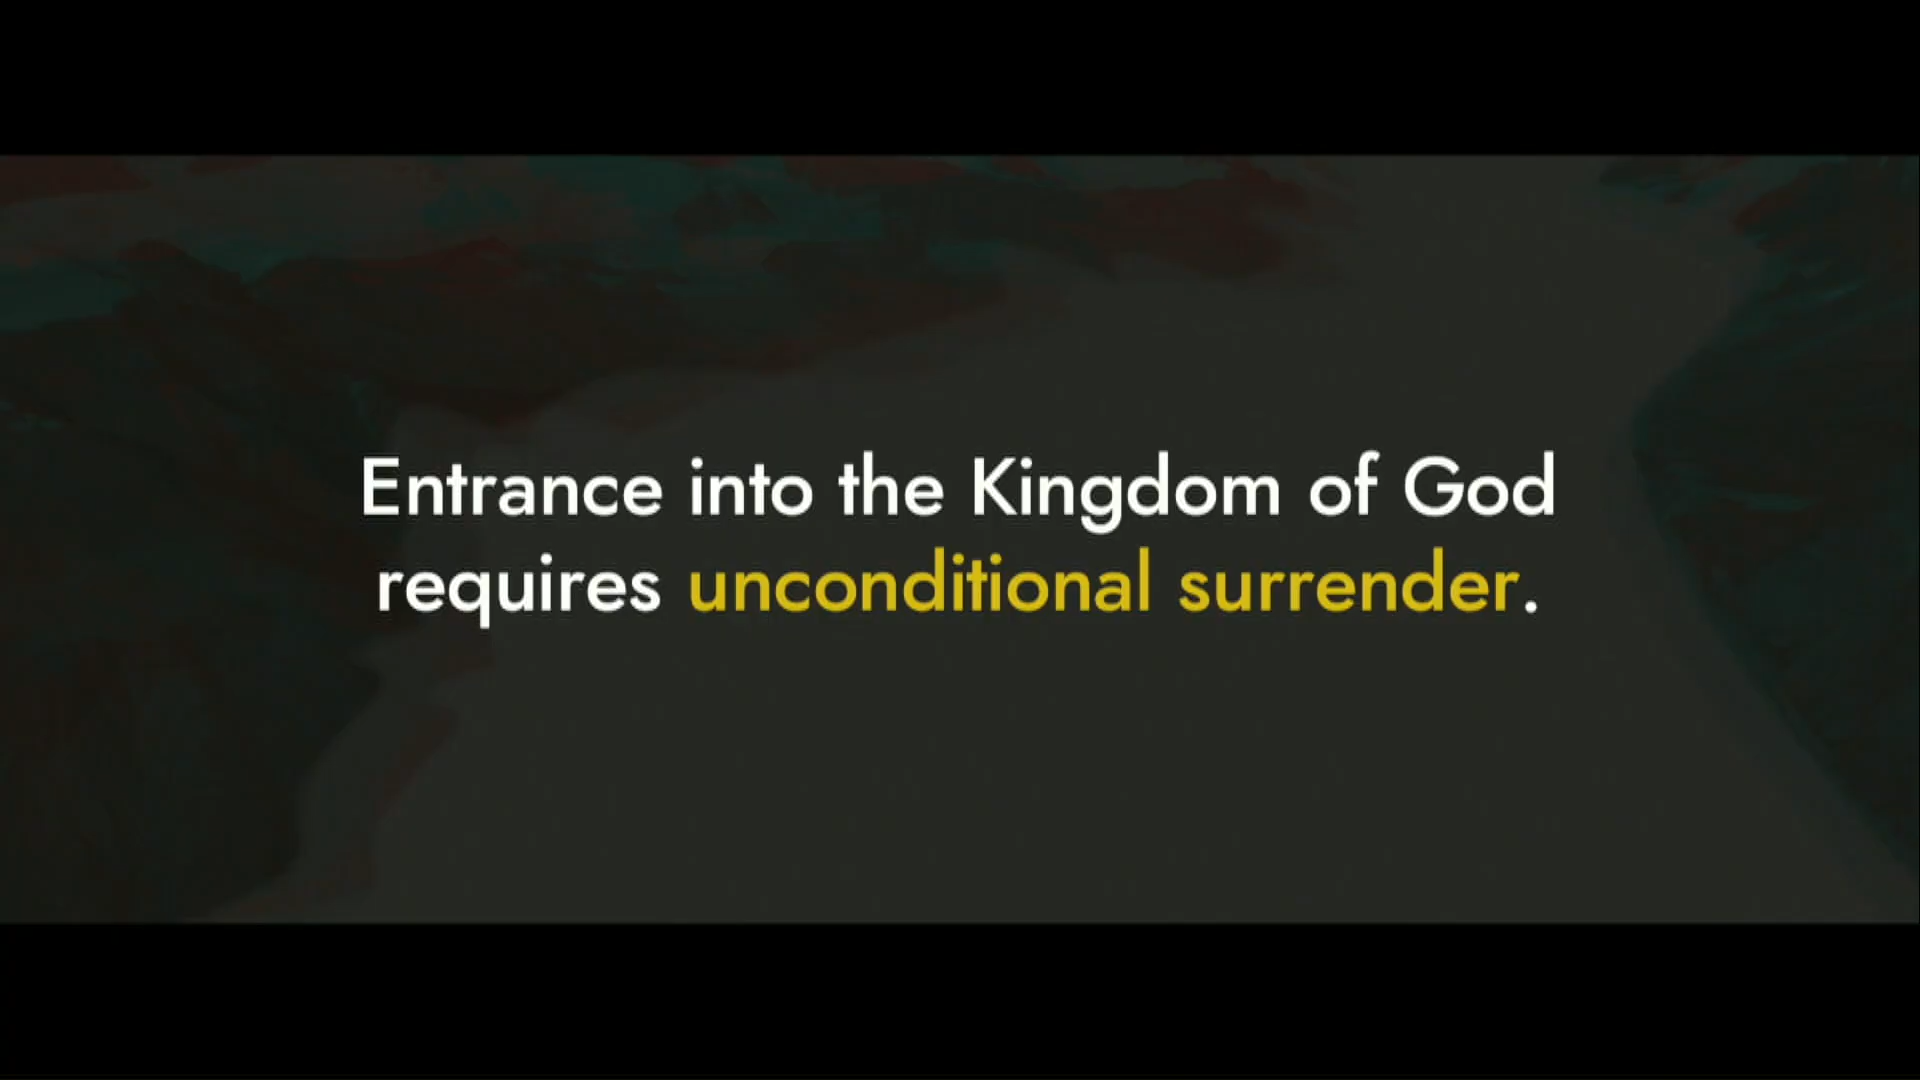 Entrance into the Kingdom of God
requires unconditional surrender.